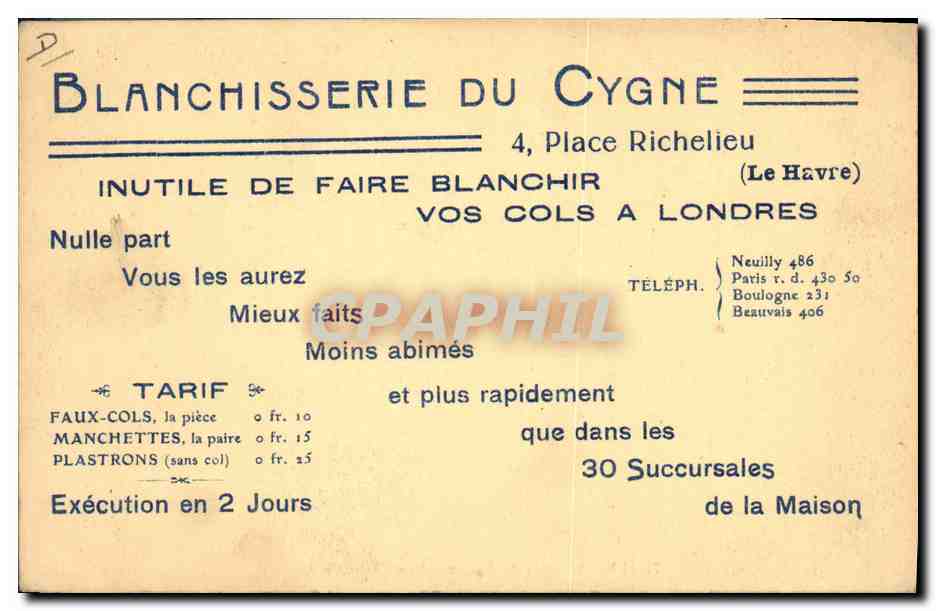 D/
BLANCHISSERIE DU CYGNE
4, Place Richelieu
(Le Havre)
INUTILE DE FAIRE BLANCHIR
VOS COLS A LONDRES
Nulle part
Vous les aurez
Mieux faits
Moins abimés
et plus rapidement
que dans les
30 Succursales
de la Maison
TÉLÉPH.
Neuilly 486
Paris r. d. 430 50
Boulogne 231
Beauvais 406
TARIF
FAUX-COLS, la pièce 0 fr. 10
MANCHETTES, la paire 0 fr. 15
PLASTRONS (sans col) 0 fr. 25
Exécution en 2 Jours
CPAPHIL